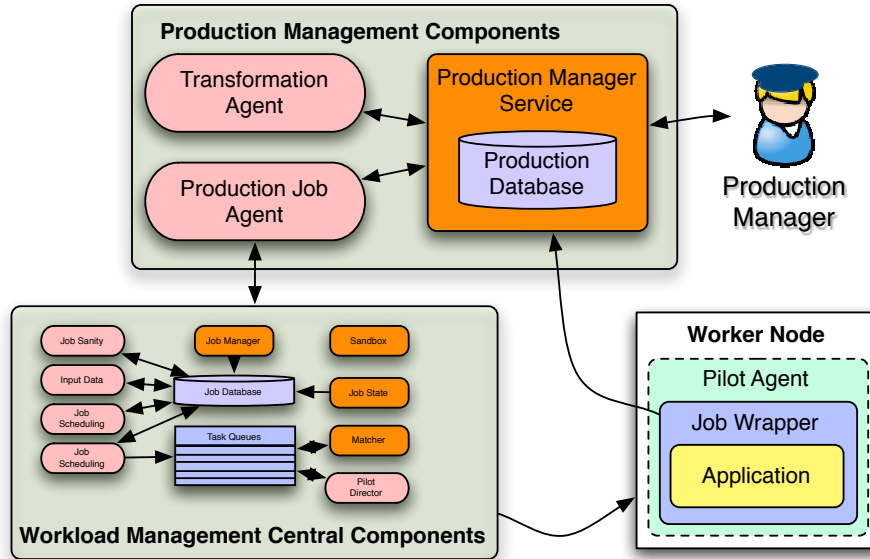 Production Management Components
Transformation
Agent
Production Manager
Service
Production
Database
Production Job
Agent
Production
Manager
Job Sanity
Job Manager
Sandbox
Input Data
Job Database
Job State
Job
Scheduling
Task Queues
Matcher
Job
Scheduling
Pilot
Director
Workload Management Central Components
Worker Node
Pilot Agent
Job Wrapper
Application